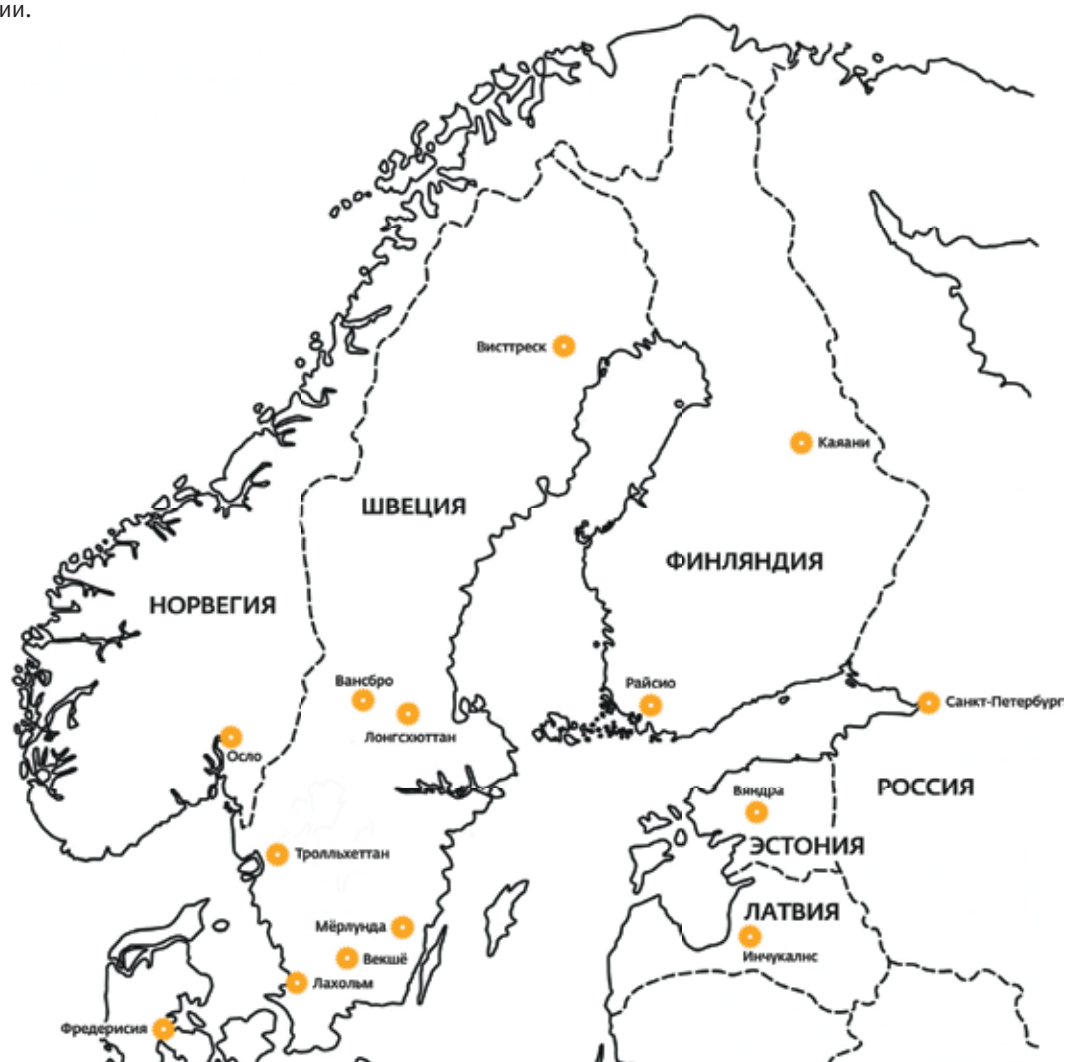 ии.
Висттреск
Каяани
ШВЕЦИЯ
ФИНЛЯНДИЯ
НОРВЕГИЯ
Вансбро
Райсио
Санкт-Петербург
Лонгсхюттан
Осло
РОССИЯ
Вяндра
ЭСТОНИЯ
Тролльхеттан
ЛАТВИЯ
Мёрлунда
Инчукалнс
Векшё
Лахольм
Фредерисия